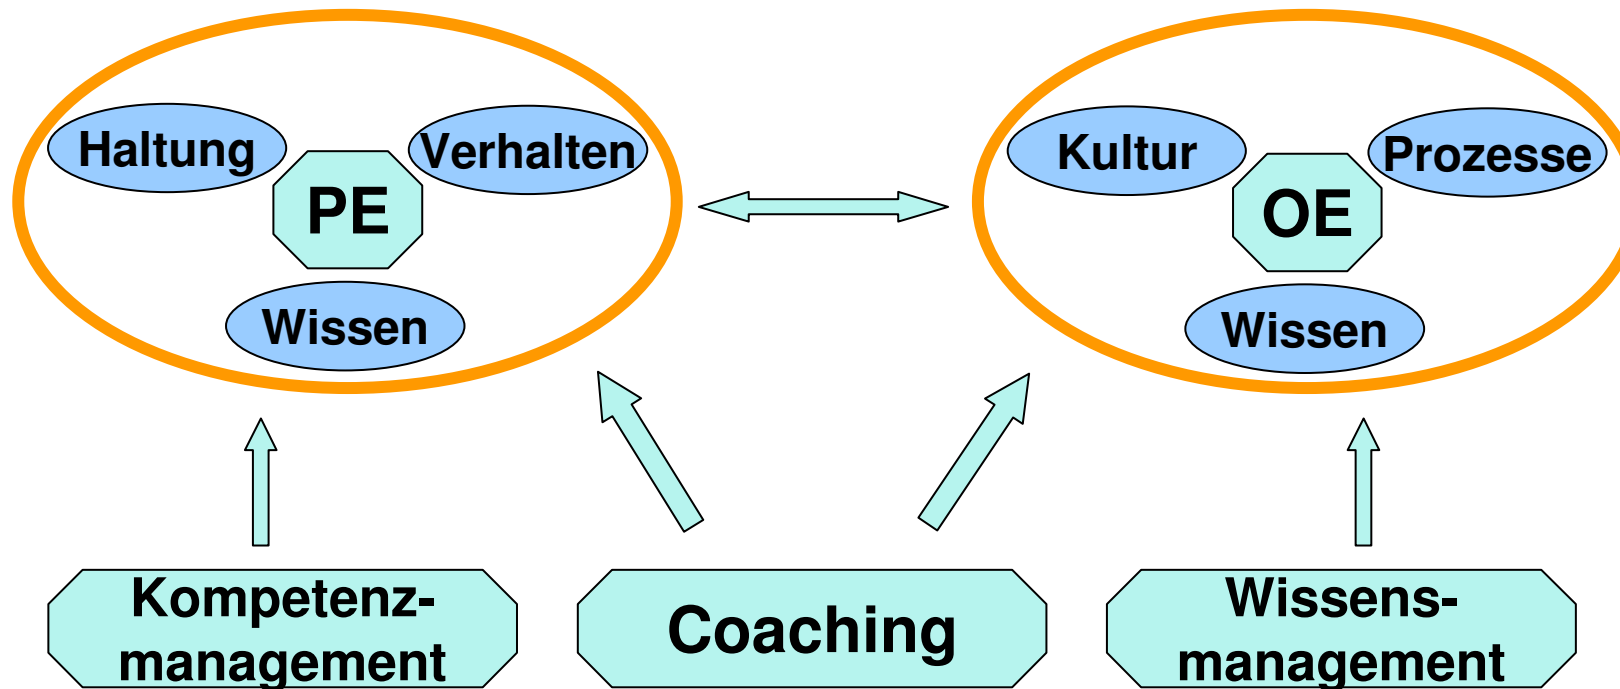 Haltung
Verhalten
PE
Wissen
Kultur
Prozesse
OE
Wissen
Kompetenz-
management
Coaching
Wissens-
management